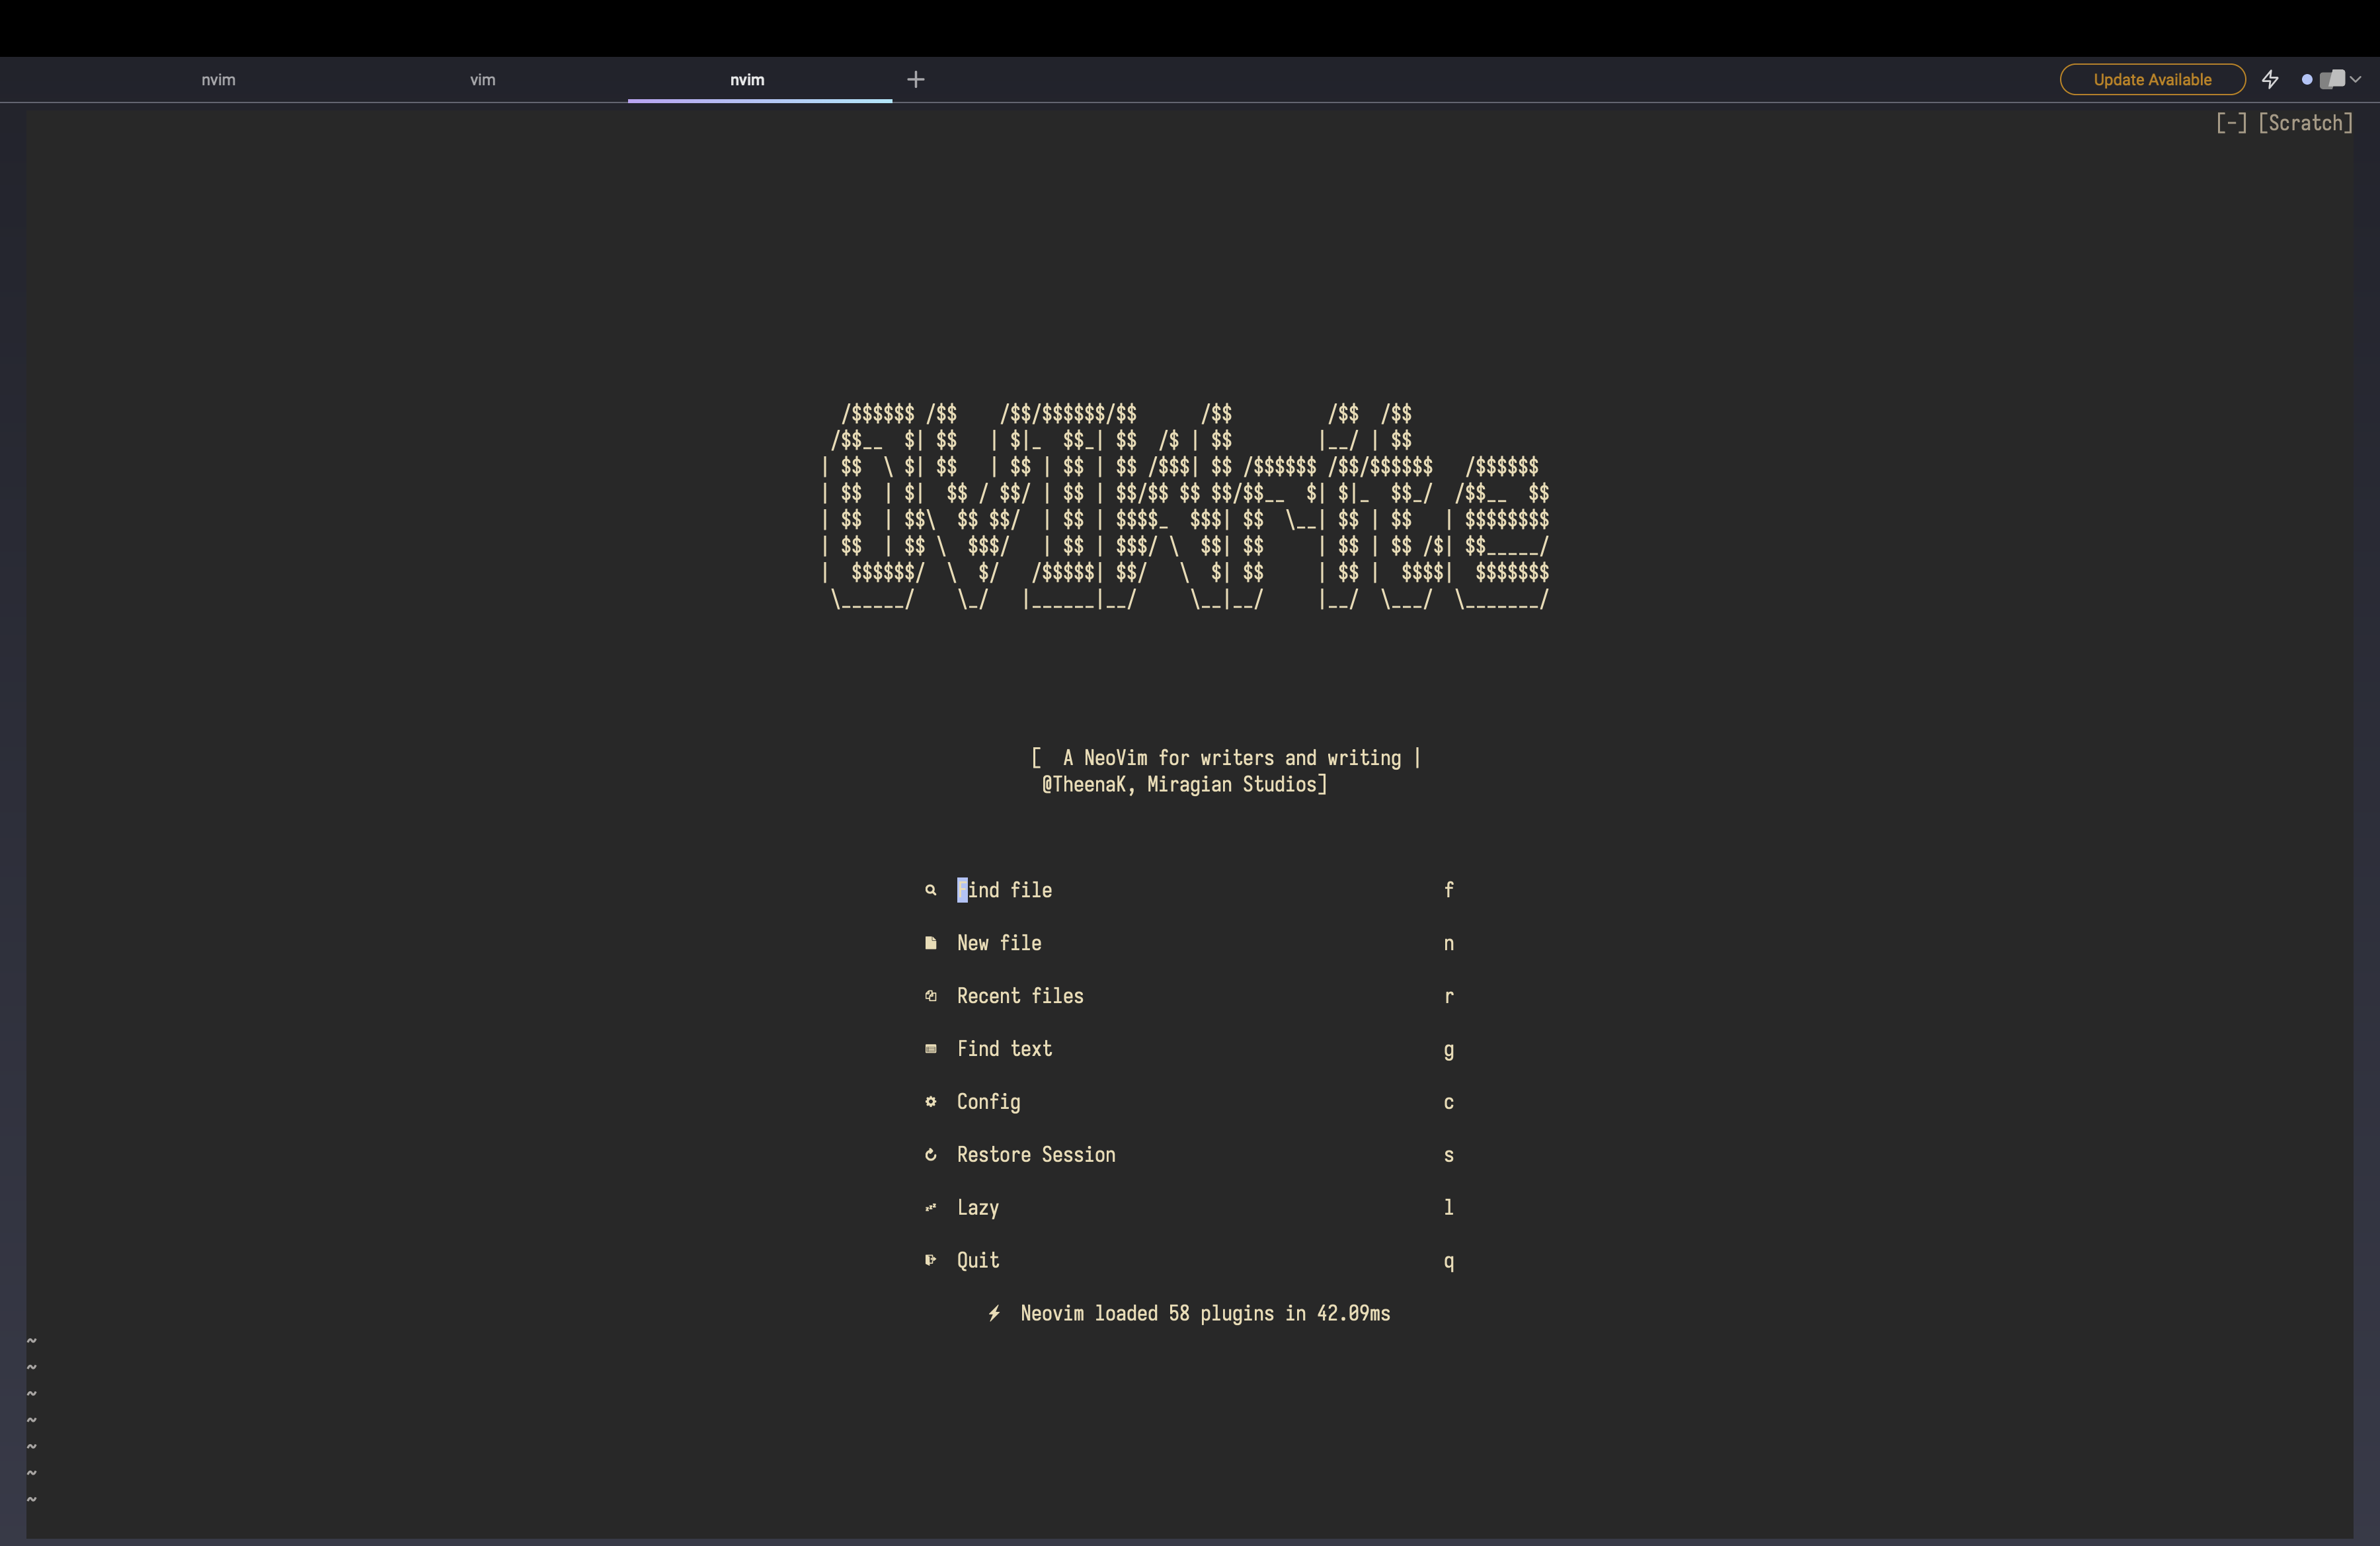 nvim vim nvim + Update Available
[-] [Scratch]
  /$$$$$$ /$$    /$$/$$$$$$/$$      /$$         /$$  /$$
 /$$__  $| $$   | $|_  $$_| $$  /$ | $$        |__/ | $$
| $$  \ $| $$   | $$ | $$ | $$ /$$$| $$ /$$$$$$ /$$/$$$$$$   /$$$$$$
| $$  | $|  $$ / $$/ | $$ | $$/$$ $$ $$/$$__  $| $|_  $$_/  /$$__  $$
| $$  | $$\  $$ $$/  | $$ | $$$$_  $$$| $$  \__| $$ | $$   | $$$$$$$$
| $$  | $$ \  $$$/   | $$ | $$$/ \  $$| $$     | $$ | $$ /$| $$_____/
|  $$$$$$/  \  $/   /$$$$$| $$/   \  $| $$     | $$ |  $$$$|  $$$$$$$
 \______/    \_/   |______|__/     \__|__/     |__/  \___/  \_______/
[  A NeoVim for writers and writing |
@TheenaK, Miragian Studios]
Find file f
New file n
Recent files r
Find text g
Config c
Restore Session s
Lazy l
Quit q
Neovim loaded 58 plugins in 42.09ms
~
~
~
~
~
~
~